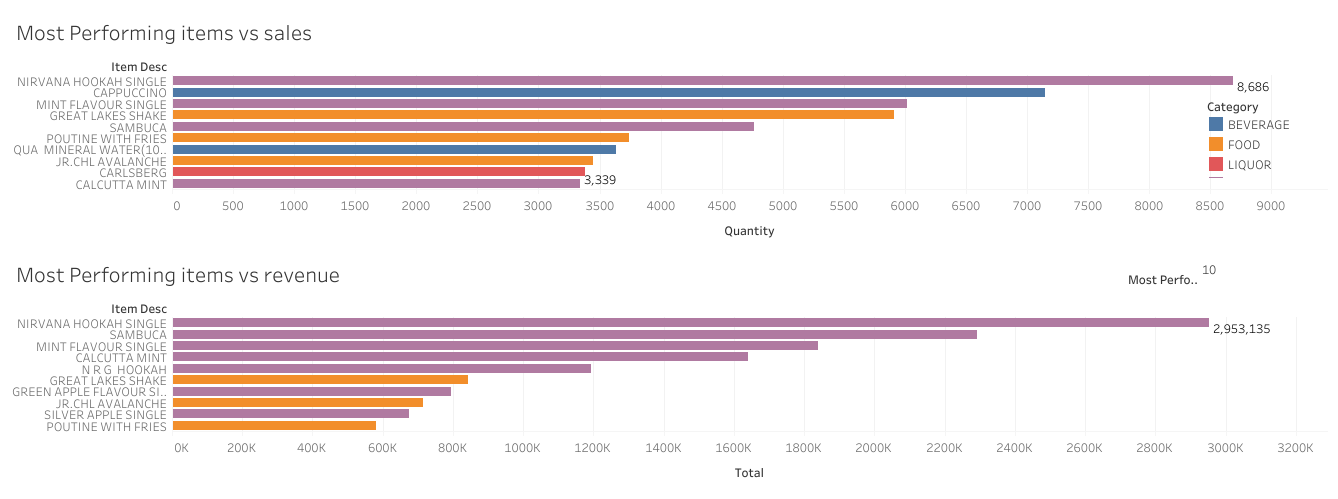 Most Performing items vs sales
Item Desc
NIRVANA HOOKAH SINGLE
8,686
CAPPUCCINO
MINT FLAVOUR SINGLE
GREAT LAKES SHAKE
SAMBUCA
POUTINE WITH FRIES
QUA MINERAL WATER(10..
JR.CHL AVALANCHE
CARLSBERG
CALCUTTA MINT
3,339
Category
BEVERAGE
FOOD
LIQUOR
0 500 1000 1500 2000 2500 3000 3500 4000 4500 5000 5500 6000 6500 7000 7500 8000 8500 9000
Quantity
Most Performing items vs revenue
Most Perfo.. 10
Item Desc
NIRVANA HOOKAH SINGLE
2,953,135
SAMBUCA
MINT FLAVOUR SINGLE
CALCUTTA MINT
N R G HOOKAH
GREAT LAKES SHAKE
GREEN APPLE FLAVOUR SI..
JR.CHL AVALANCHE
SILVER APPLE SINGLE
POUTINE WITH FRIES
0K 200K 400K 600K 800K 1000K 1200K 1400K 1600K 1800K 2000K 2200K 2400K 2600K 2800K 3000K 3200K
Total